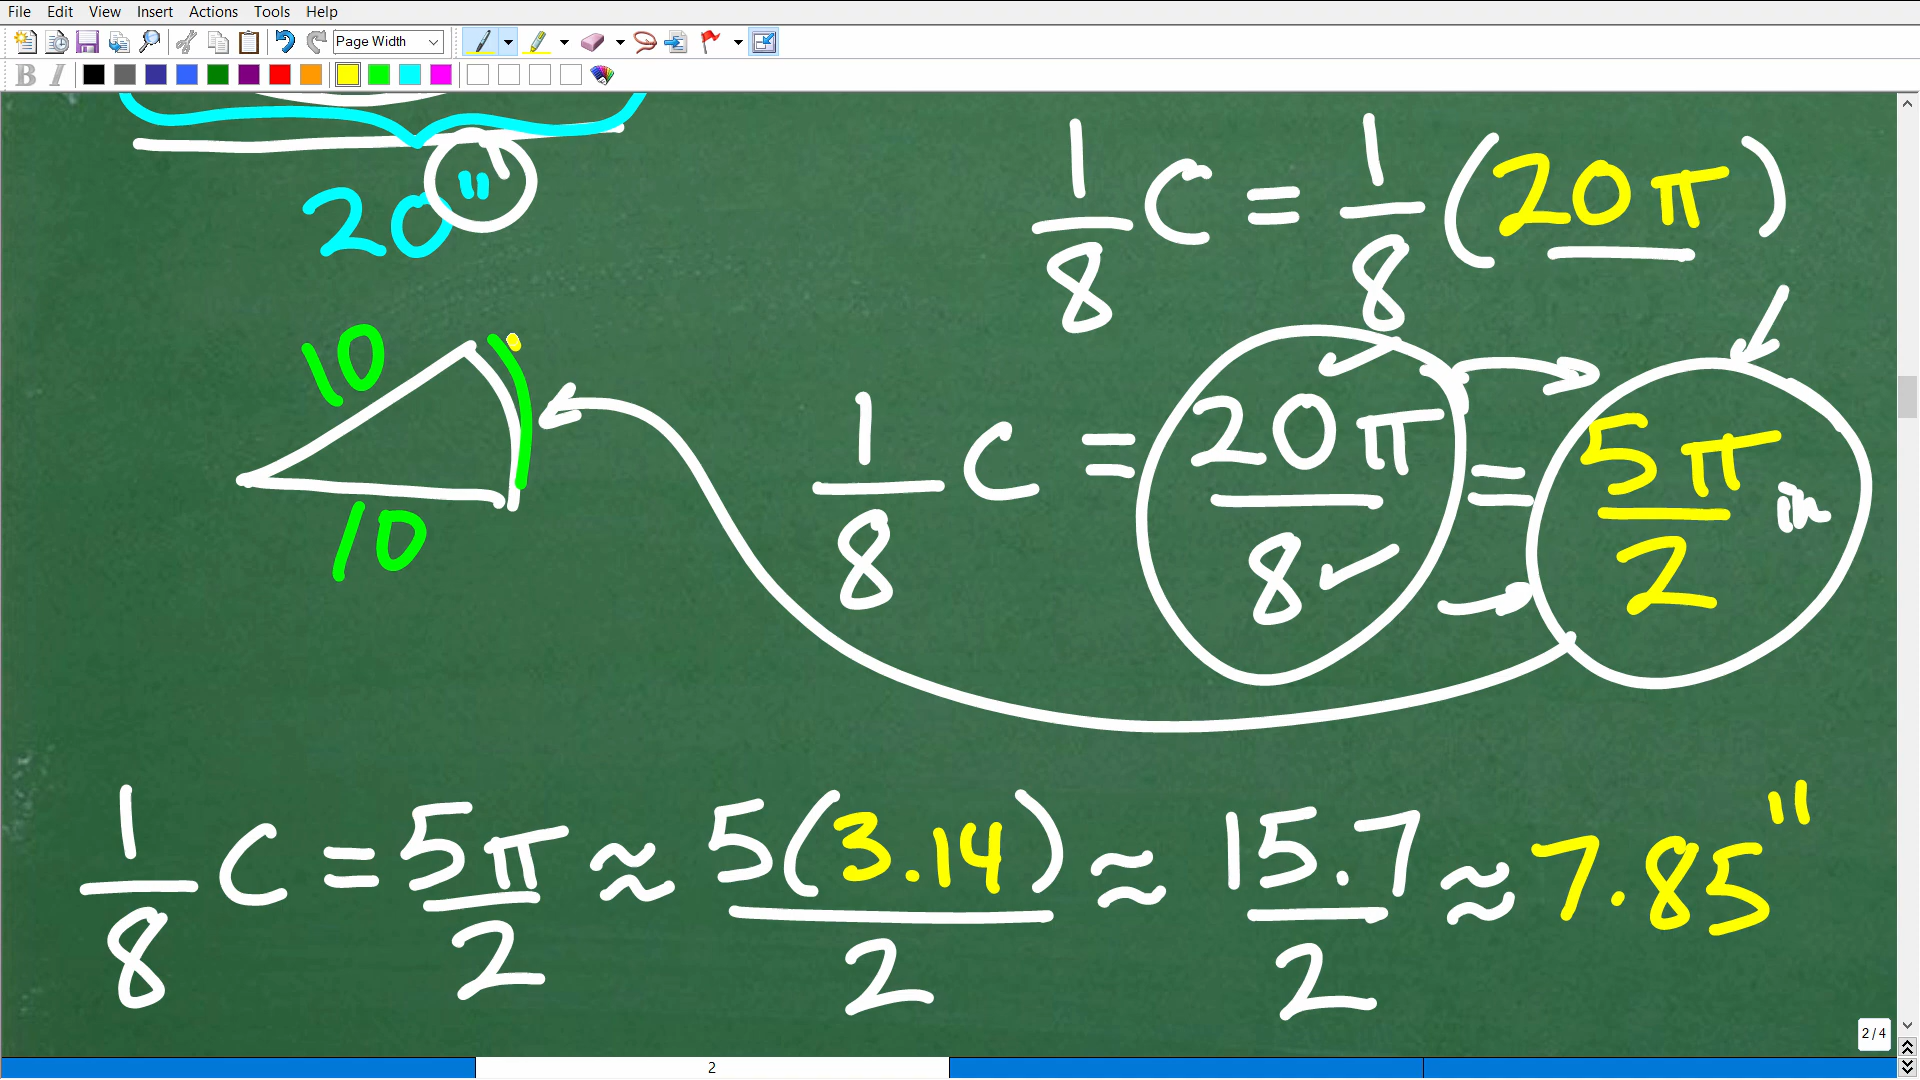 File Edit View Insert Actions Tools Help
Page Width
B I
20"
1/8 C = 1/8 (20π)
10
10
1/8 C = 20π/8 = 5π/2 in
1/8 C = 5π/2 ≈ 5(3.14)/2 ≈ 15.7/2 ≈ 7.85"
2/4
2